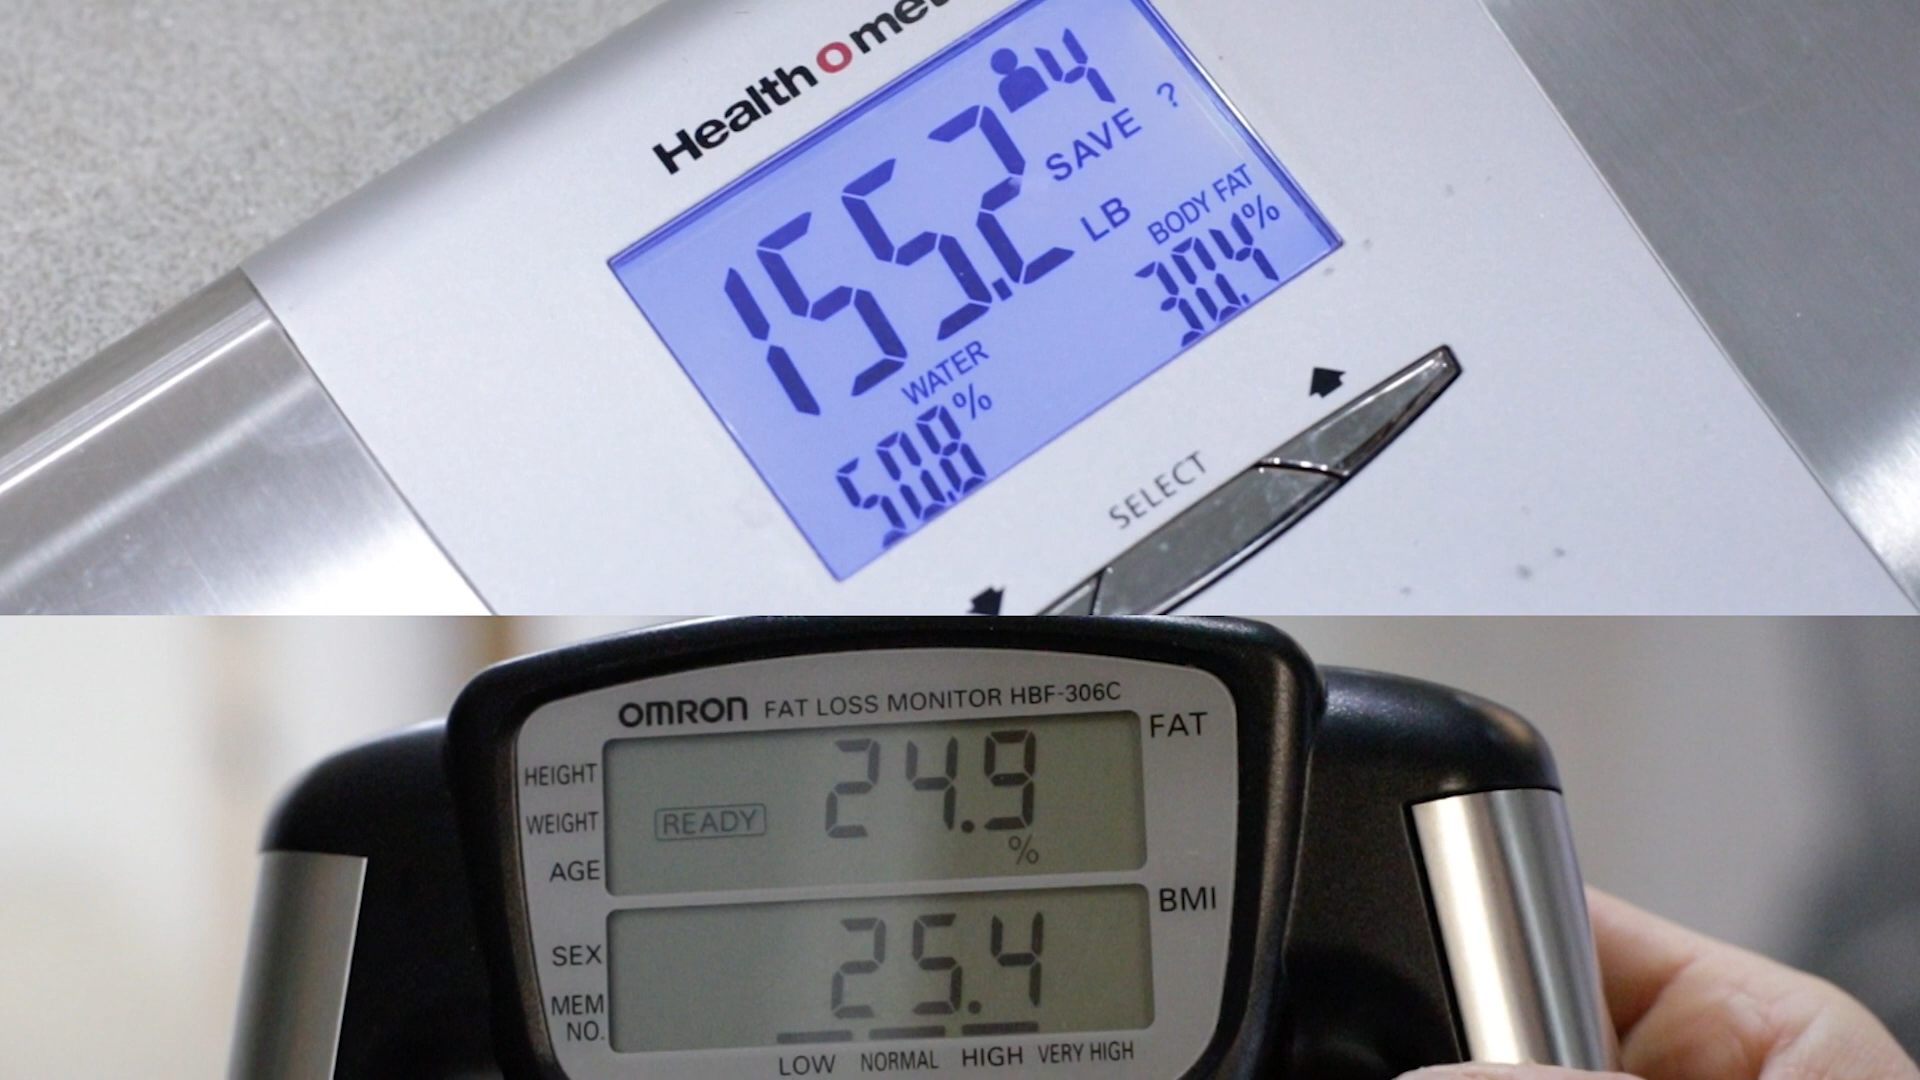 Healthome
4
155.2 SAVE ?
LB
BODY FAT
30.4%
WATER
50.8%
SELECT
OMRON FAT LOSS MONITOR HBF-306C
FAT
HEIGHT
24.9
WEIGHT
READY
%
AGE
BMI
25.4
SEX
MEM
NO.
LOW NORMAL HIGH VERY HIGH